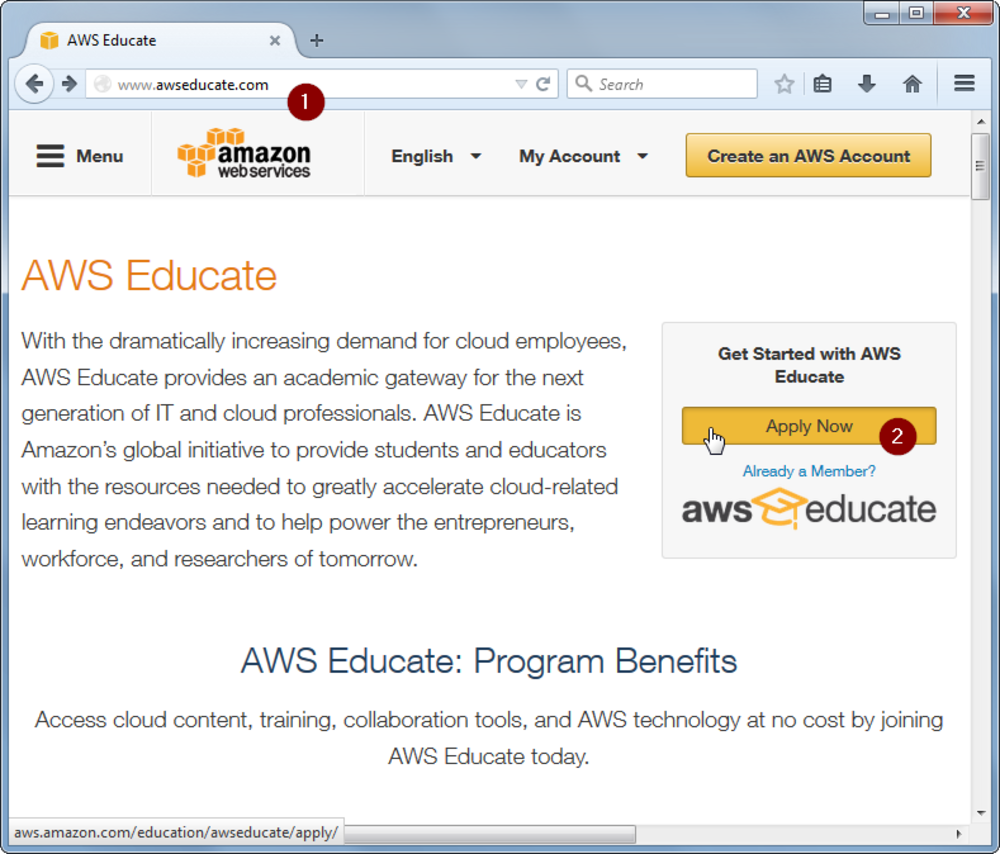 AWS Educate
www.awseducate.com
Search
1
Menu
amazon
webservices
English
My Account
Create an AWS Account
AWS Educate
With the dramatically increasing demand for cloud employees,
AWS Educate provides an academic gateway for the next
generation of IT and cloud professionals. AWS Educate is
Amazon’s global initiative to provide students and educators
with the resources needed to greatly accelerate cloud-related
learning endeavors and to help power the entrepreneurs,
workforce, and researchers of tomorrow.
Get Started with AWS
Educate
Apply Now
2
Already a Member?
aws educate
AWS Educate: Program Benefits
Access cloud content, training, collaboration tools, and AWS technology at no cost by joining
AWS Educate today.
aws.amazon.com/education/awseducate/apply/